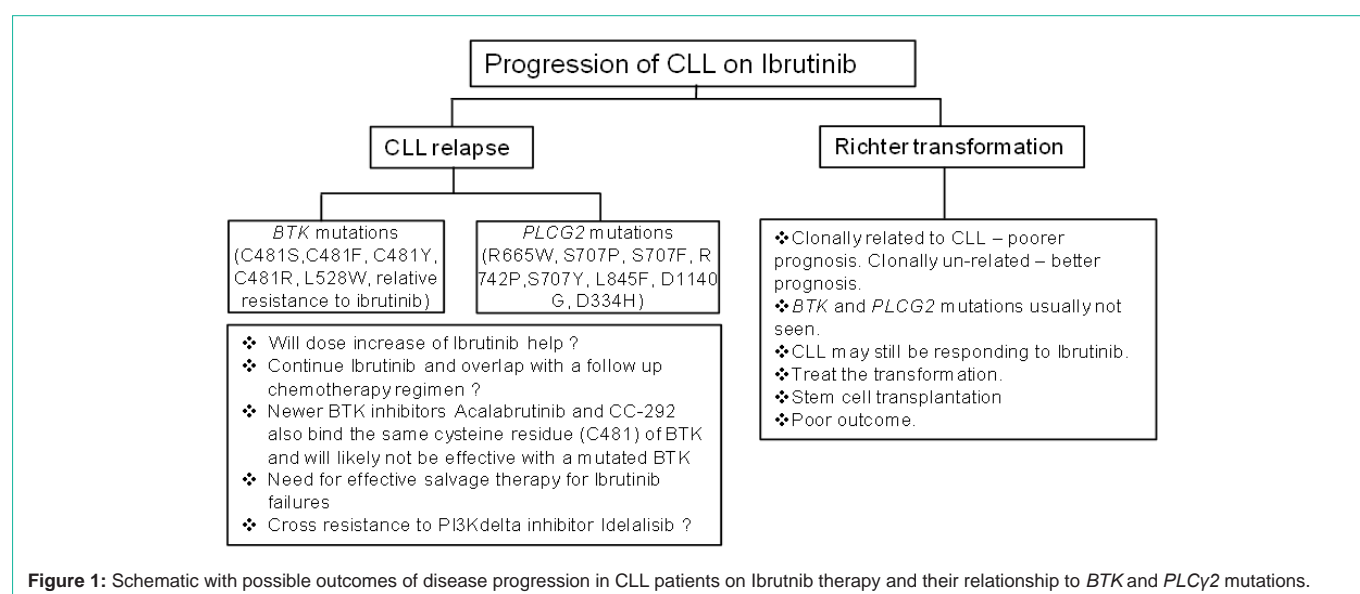 Progression of CLL on Ibrutinib
CLL relapse
Richter transformation
BTK mutations
(C481S,C481F, C481Y,
C481R, L528W, relative
resistance to ibrutinib)
PLCG2 mutations
(R665W, S707P, S707F, R
742P,S707Y, L845F, D1140
G, D334H)
❖ Will dose increase of Ibrutinib help ?
❖ Continue Ibrutinib and overlap with a follow up
chemotherapy regimen ?
❖ Newer BTK inhibitors Acalabrutinib and CC-292
also bind the same cysteine residue (C481) of BTK
and will likely not be effective with a mutated BTK
❖ Need for effective salvage therapy for Ibrutinib
failures
❖ Cross resistance to PI3Kdelta inhibitor Idelalisib ?
❖Clonally related to CLL – poorer
prognosis. Clonally un-related – better
prognosis.
❖BTK and PLCG2 mutations usually not
seen.
❖CLL may still be responding to Ibrutinib.
❖Treat the transformation.
❖Stem cell transplantation
❖Poor outcome.
Figure 1: Schematic with possible outcomes of disease progression in CLL patients on Ibrutnib therapy and their relationship to BTK and PLCγ2 mutations.